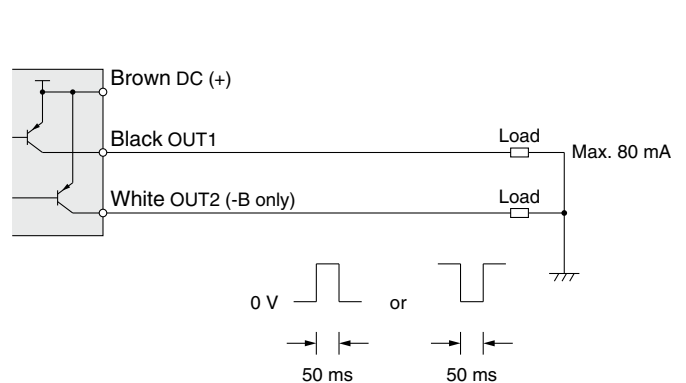 Brown DC (+)
Black OUT1
Load
Max. 80 mA
White OUT2 (-B only)
Load
0 V
or
50 ms
50 ms